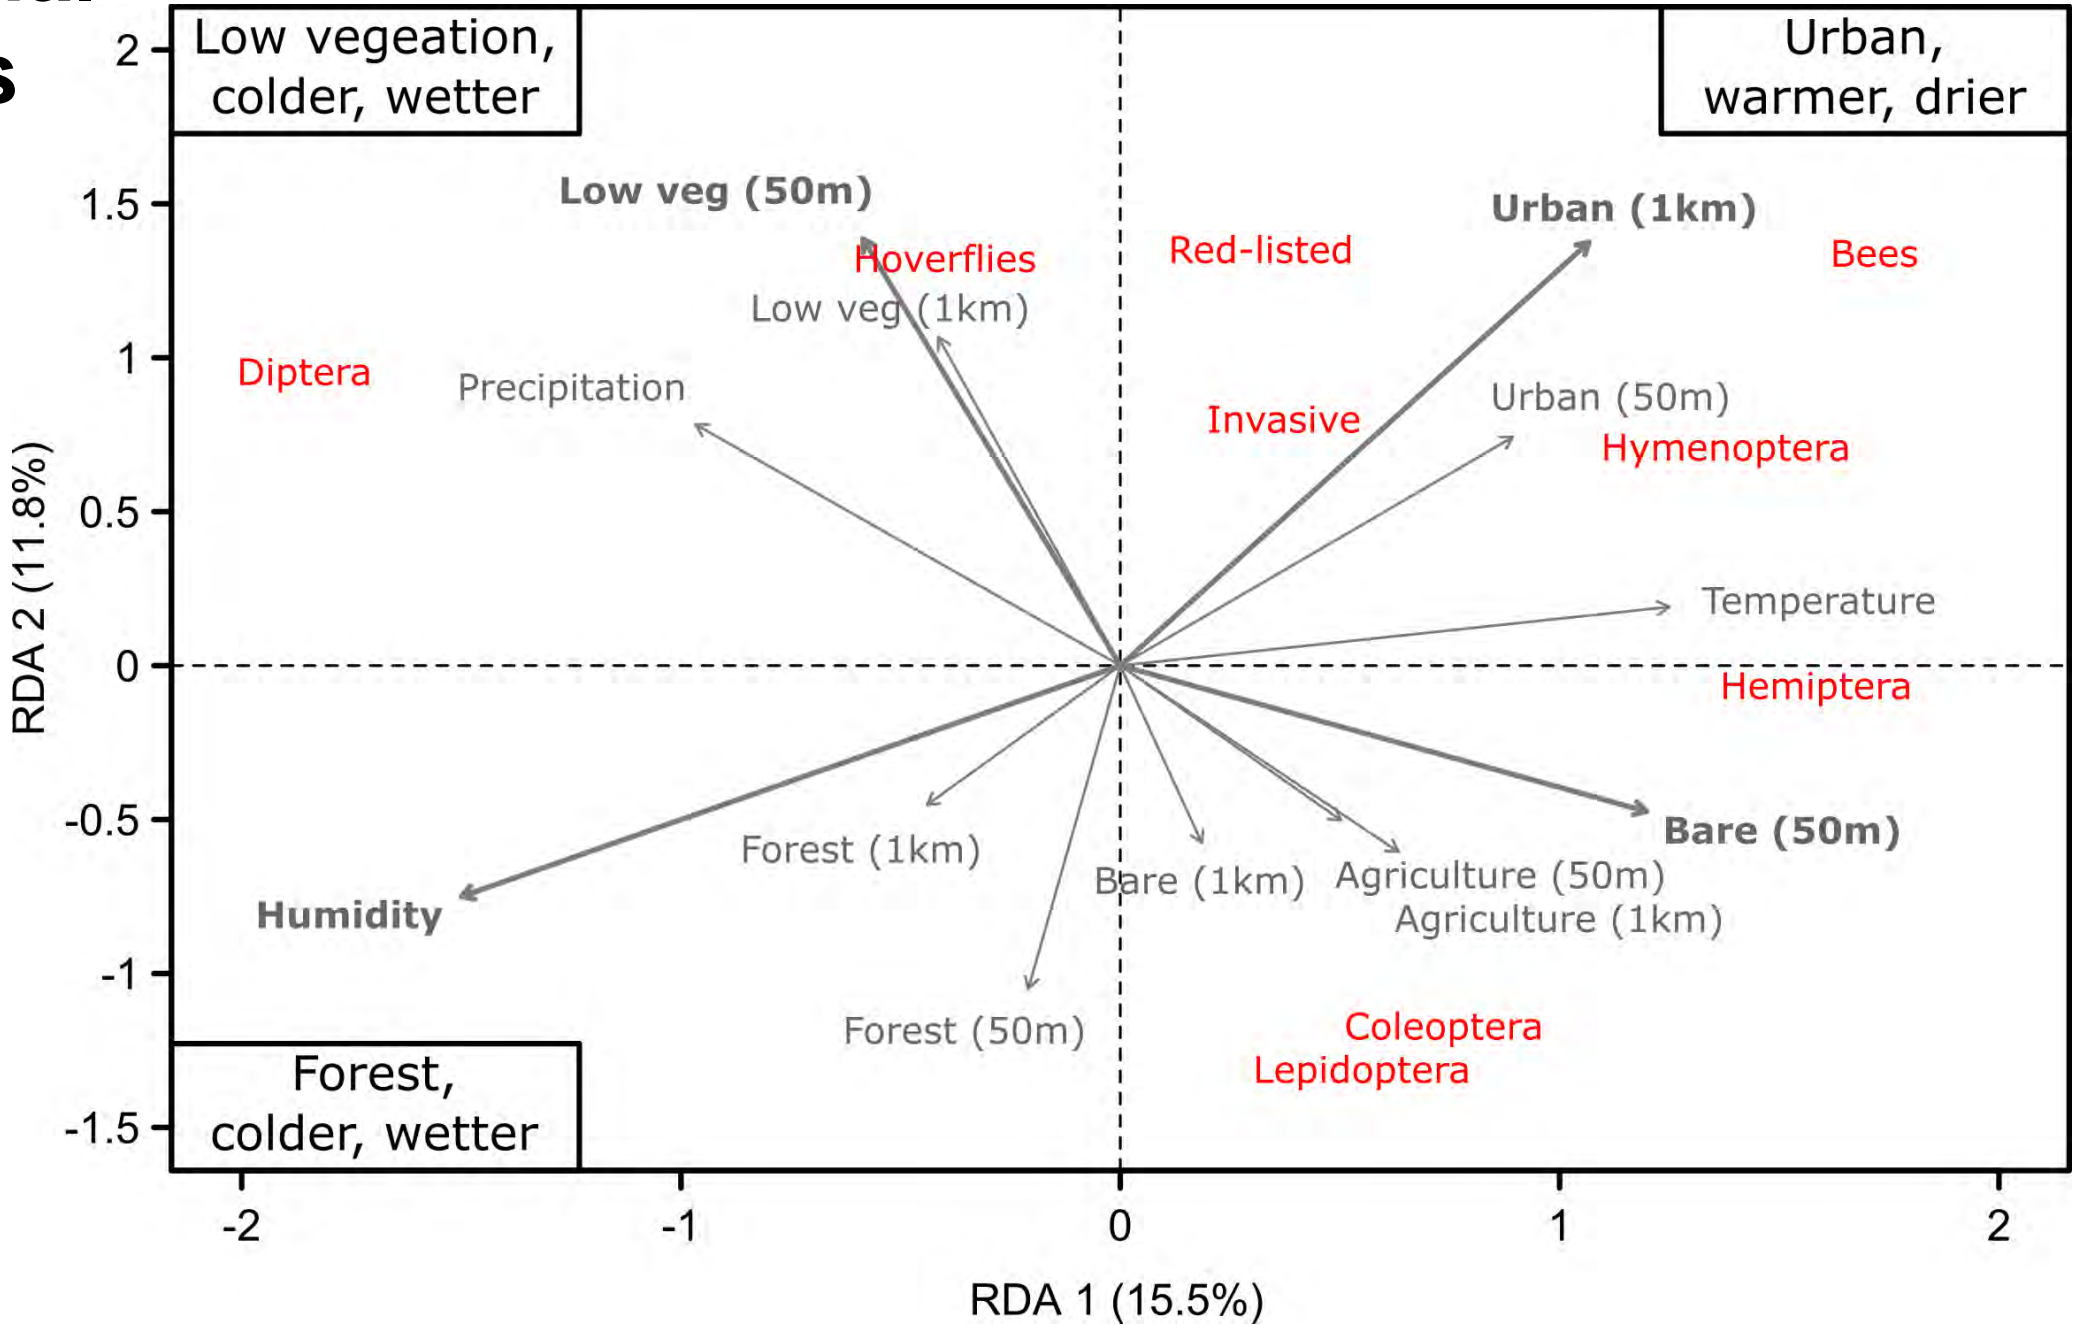 s
Low vegeation,
colder, wetter
Urban,
warmer, drier
2
1.5
1
0.5
0
-0.5
-1
-1.5
RDA 2 (11.8%)
Low veg (50m)
Urban (1km)
Hoverflies
Red-listed
Bees
Low veg (1km)
Diptera
Precipitation
Urban (50m)
Invasive
Hymenoptera
Temperature
Hemiptera
Bare (50m)
Forest (1km)
Bare (1km)
Agriculture (50m)
Agriculture (1km)
Humidity
Forest (50m)
Coleoptera
Lepidoptera
Forest,
colder, wetter
-2
-1
0
1
2
RDA 1 (15.5%)